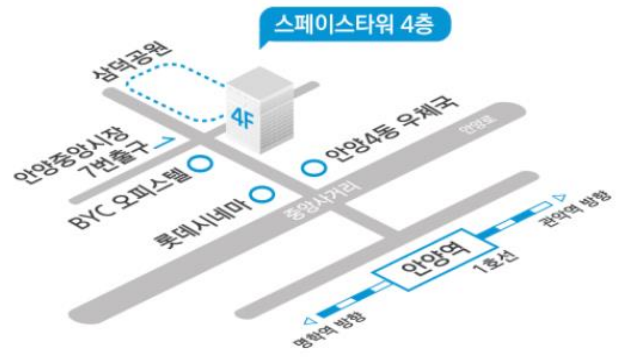 스페이스타워 4층
삼덕공원
4F
안양중앙시장
7번출구
안양4동 우체국
안양로
BYC 오피스텔
롯데시네마
중앙사거리
관악역 방향
안양역
1호선
명학역 방향